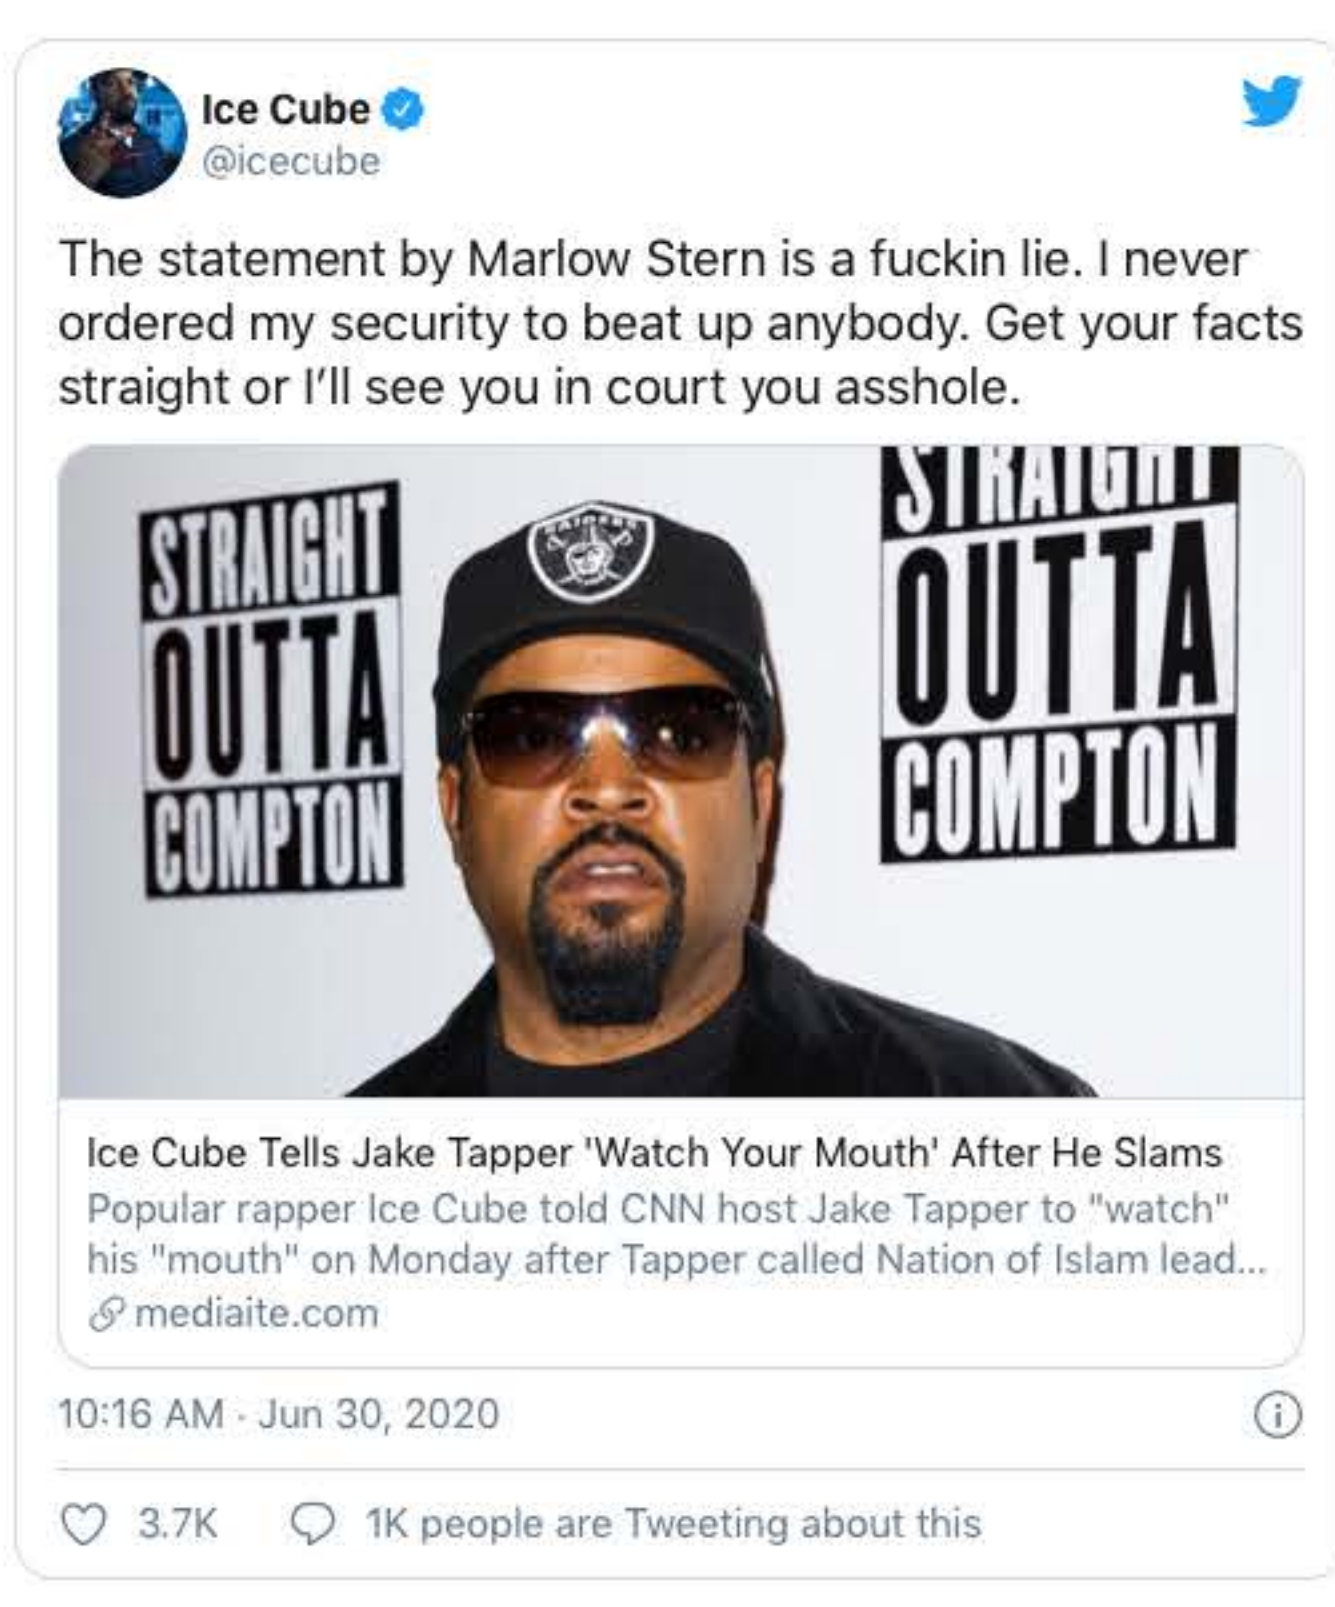 Ice Cube
@icecube
The statement by Marlow Stern is a fuckin lie. I never
ordered my security to beat up anybody. Get your facts
straight or I'll see you in court you asshole.
STRAIGHT
OUTTA
COMPTON
RAIDERS
STRAIGHT
OUTTA
COMPTON
Ice Cube Tells Jake Tapper 'Watch Your Mouth' After He Slams
Popular rapper Ice Cube told CNN host Jake Tapper to "watch"
his "mouth" on Monday after Tapper called Nation of Islam lead...
mediaite.com
10:16 AM · Jun 30, 2020
3.7K 1K people are Tweeting about this